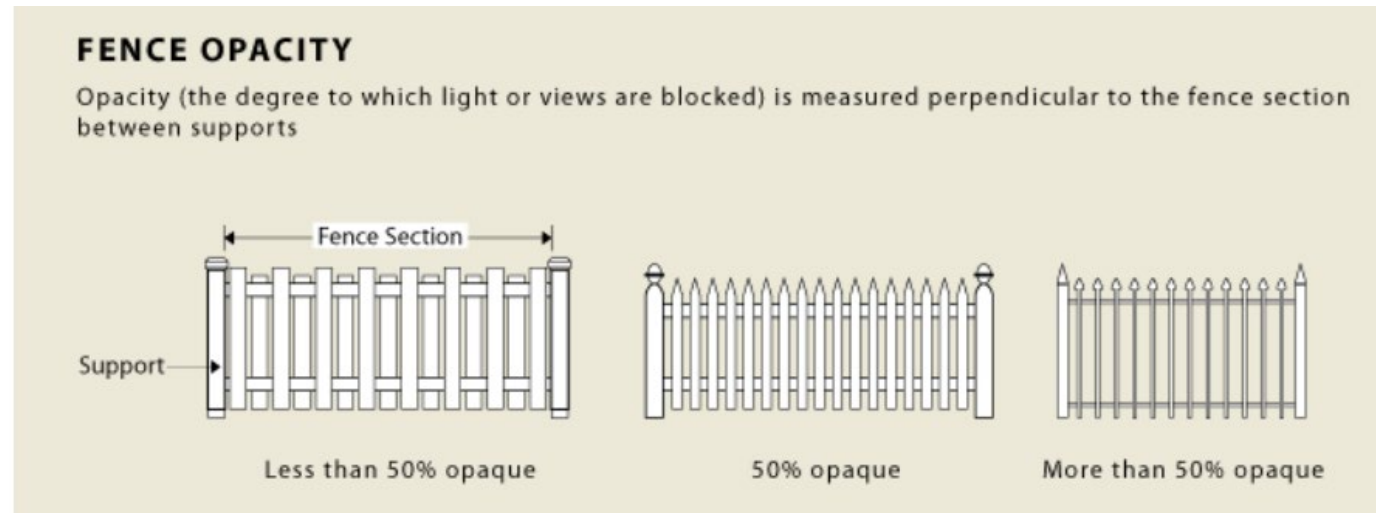 FENCE OPACITY
Opacity (the degree to which light or views are blocked) is measured perpendicular to the fence section
between supports
Fence Section
Support
Less than 50% opaque
50% opaque
More than 50% opaque